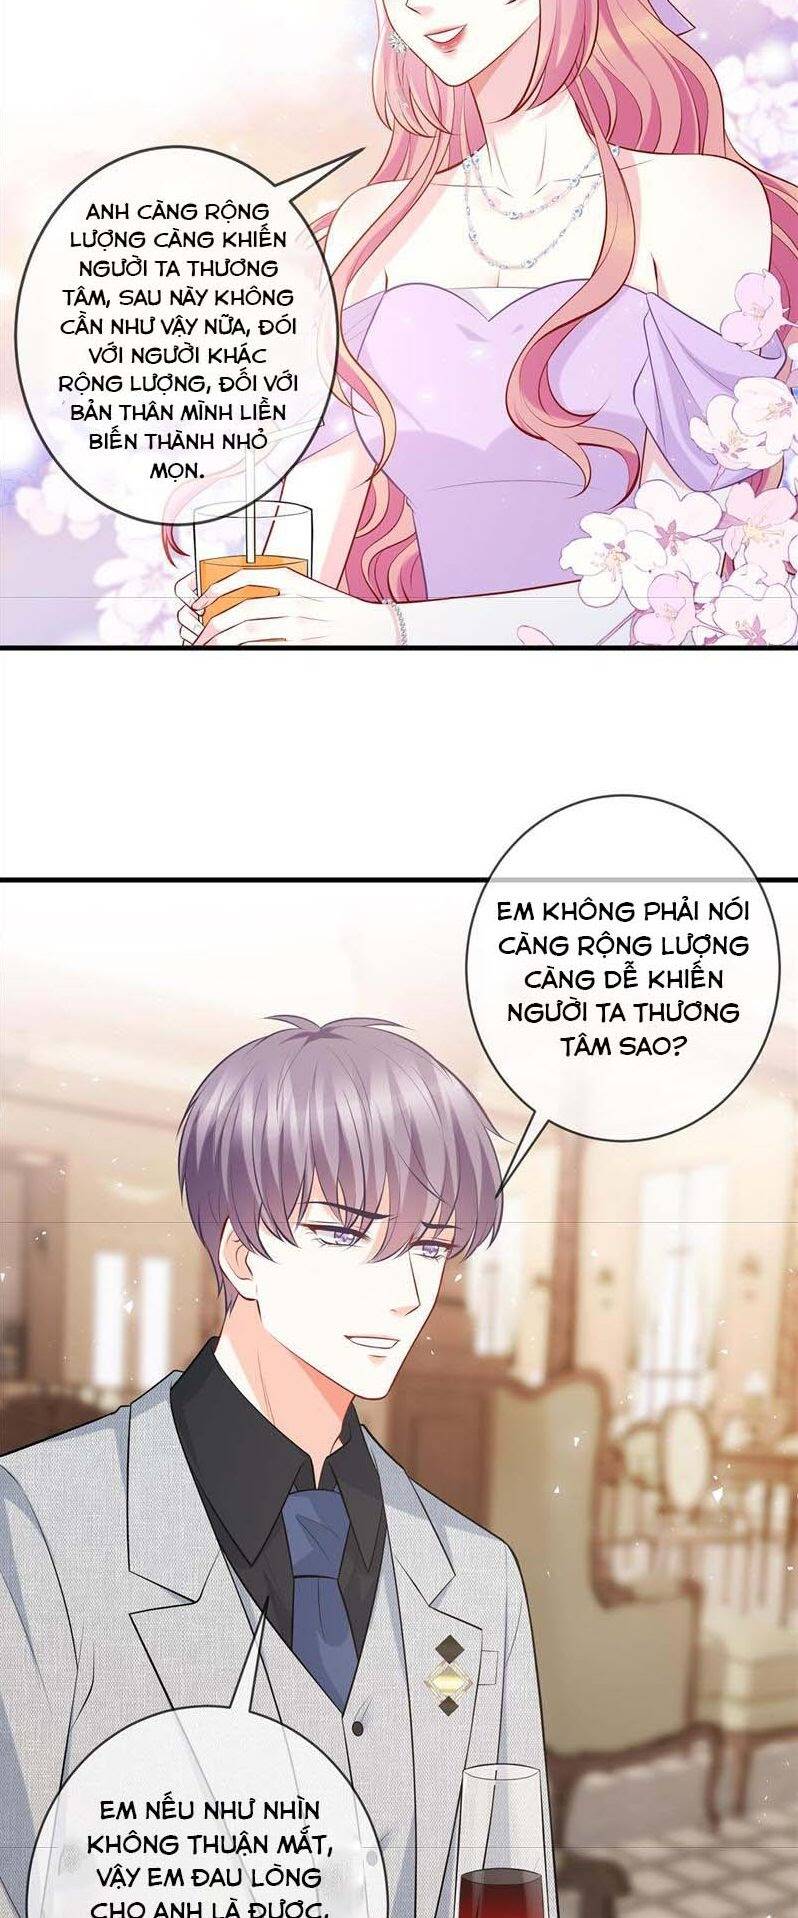 ANH CÀNG RỘNG
LƯỢNG CÀNG KHIẾN
NGƯỜI TA THƯƠNG
TÂM, SAU NÀY KHÔNG
CẦN NHƯ VẬY NỮA, ĐÓI
VỚI NGƯỜI KHÁC
RỘNG LƯỢNG, ĐỐI VỚI
BẢN THÂN MÌNH LIỀN
BIẾN THÀNH NHỎ
MỌN.
EM KHÔNG PHẢI NÓI
CÀNG RỘNG LƯỢNG
CÀNG DỄ KHIẾN
NGƯỜI TA THƯƠNG
TÂM SAO?
EM NẾU NHƯ NHÌN
KHÔNG THUẬN MẮT,
VẬY EM ĐAU LÒNG
CHO ANH LÀ ĐƯỢC,